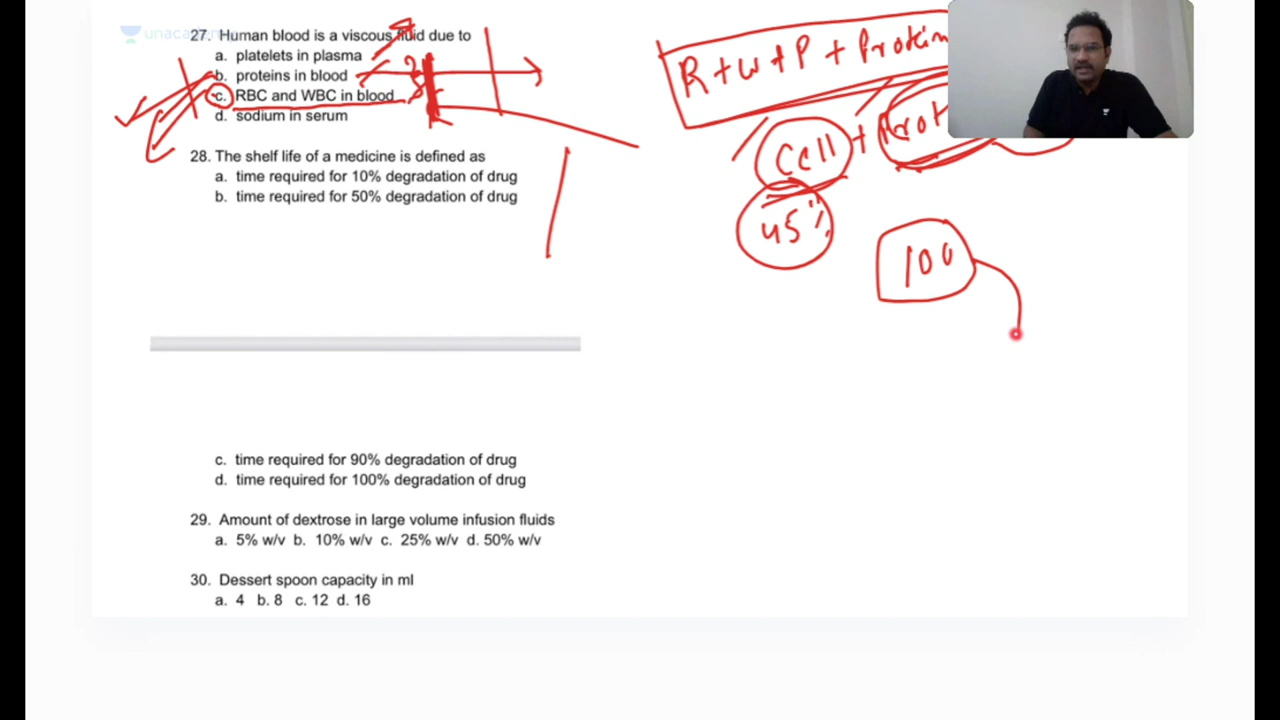 unacademy
27. Human blood is a viscous fluid due to
a. platelets in plasma
b. proteins in blood
c. RBC and WBC in blood
d. sodium in serum
28. The shelf life of a medicine is defined as
a. time required for 10% degradation of drug
b. time required for 50% degradation of drug
R+W+P+Protein
Cell + Prot
45%
100
c. time required for 90% degradation of drug
d. time required for 100% degradation of drug
29. Amount of dextrose in large volume infusion fluids
a. 5% w/v b. 10% w/v c. 25% w/v d. 50% w/v
30. Dessert spoon capacity in ml
a. 4 b. 8 c. 12 d. 16